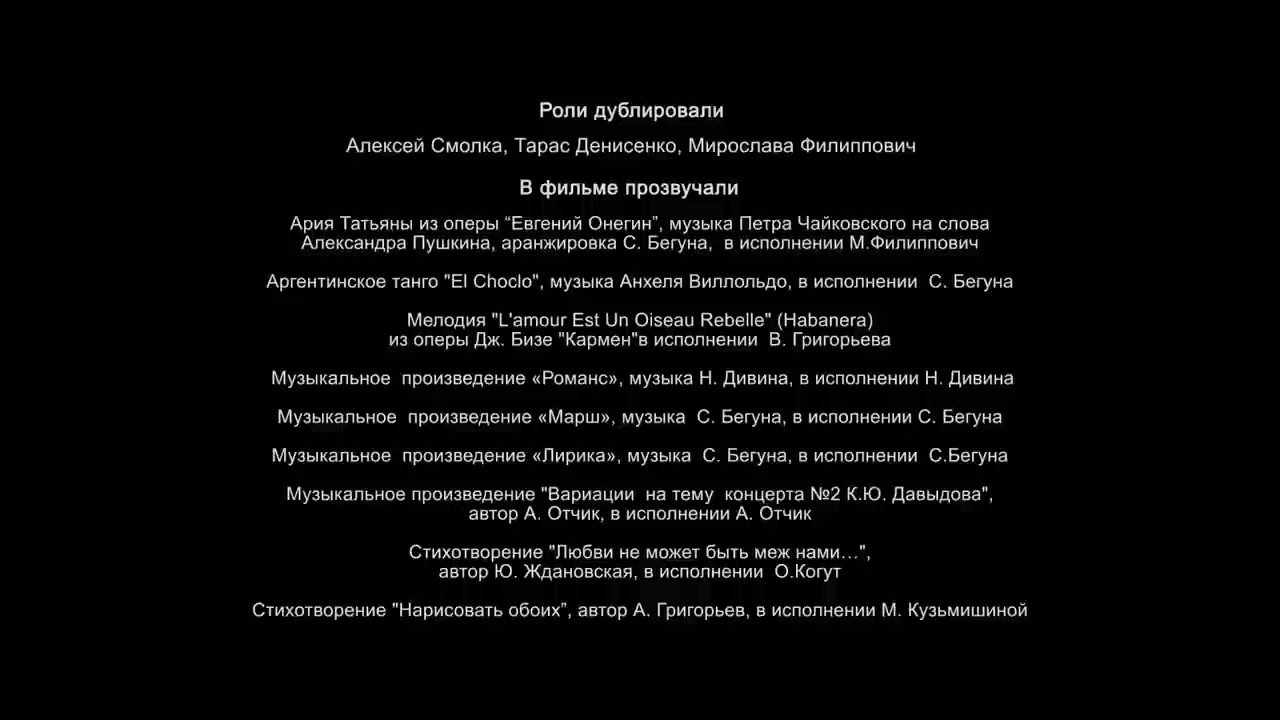 Роли дублировали
Алексей Смолка, Тарас Денисенко, Мирослава Филиппович
В фильме прозвучали
Ария Татьяны из оперы “Евгений Онегин”, музыка Петра Чайковского на слова
Александра Пушкина, аранжировка С. Бегуна,  в исполнении М.Филиппович
Аргентинское танго "El Choclo", музыка Анхеля Виллольдо, в исполнении  С. Бегуна
Мелодия "L'amour Est Un Oiseau Rebelle" (Habanera)
из оперы Дж. Бизе "Кармен"в исполнении  В. Григорьева
Музыкальное  произведение «Романс», музыка Н. Дивина, в исполнении Н. Дивина
Музыкальное  произведение «Марш», музыка  С. Бегуна, в исполнении С. Бегуна
Музыкальное  произведение «Лирика», музыка  С. Бегуна, в исполнении  С.Бегуна
Музыкальное произведение "Вариации  на тему  концерта №2 К.Ю. Давыдова",
автор А. Отчик, в исполнении А. Отчик
Стихотворение "Любви не может быть меж нами…",
автор Ю. Ждановская, в исполнении  О.Когут
Стихотворение "Нарисовать обоих”, автор А. Григорьев, в исполнении М. Кузьмишиной